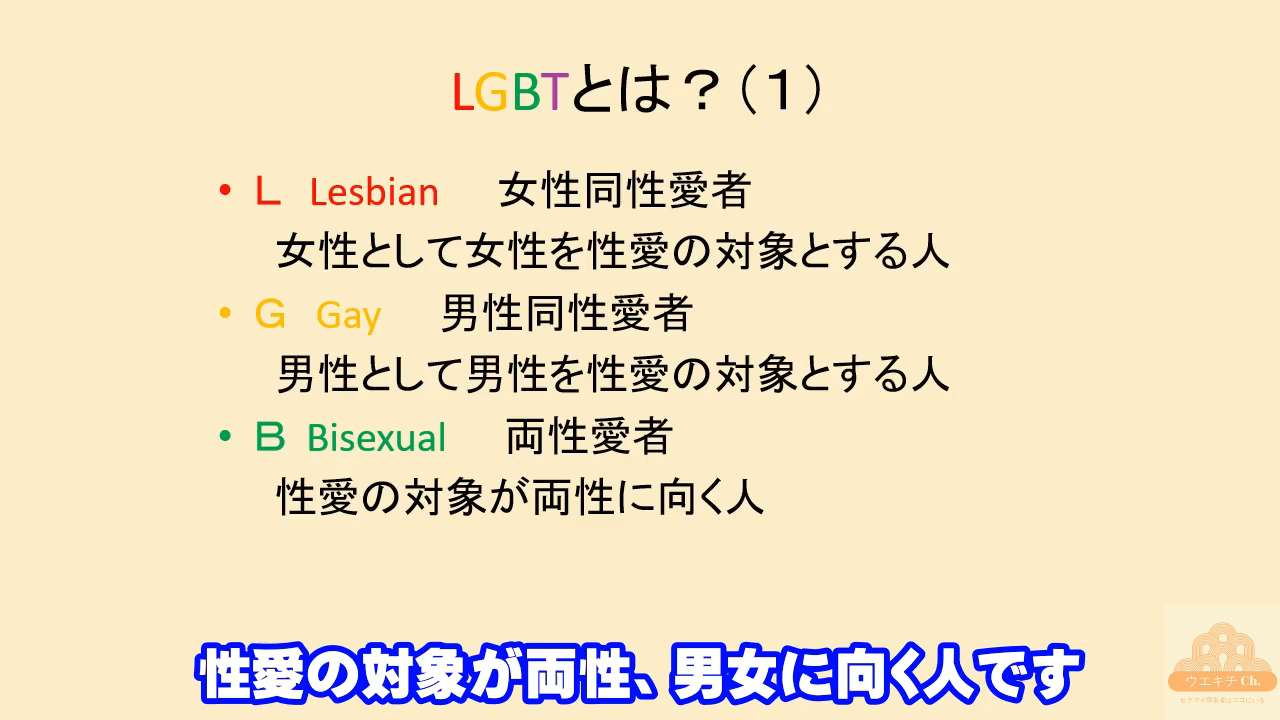 LGBTとは？（１）
• Ｌ Lesbian 女性同性愛者
女性として女性を性愛の対象とする人
• Ｇ Gay 男性同性愛者
男性として男性を性愛の対象とする人
• Ｂ Bisexual 両性愛者
性愛の対象が両性に向く人
性愛の対象が両性、男女に向く人です
ウエキチ Ch.